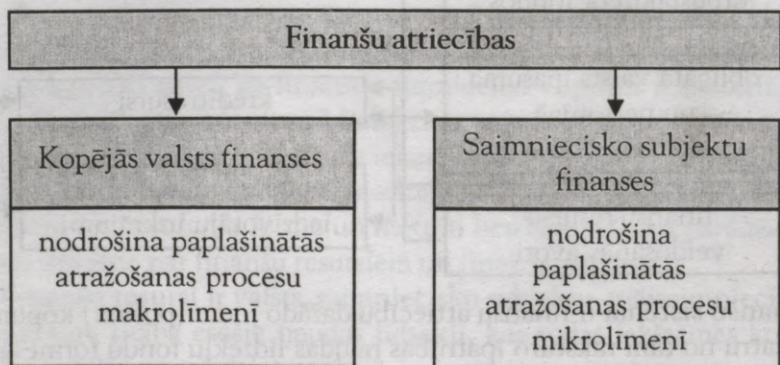 Finanšu attiecības
Kopējās valsts finanses
nodrošina paplašinātās
atražošanas procesu
makrolīmenī
Saimniecisko subjektu
finanses
nodrošina
paplašinātās
atražošanas procesu
mikrolīmenī